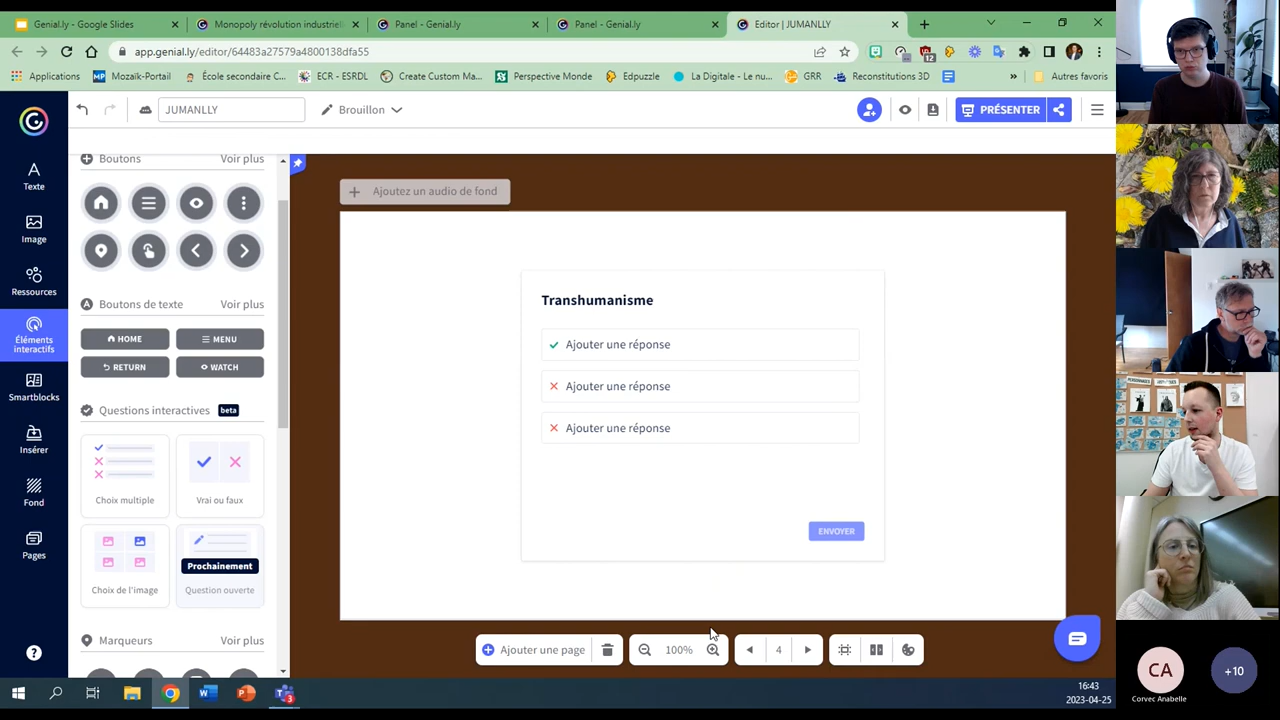 Genial.ly - Google Slides
Monopoly révolution industriel
Panel - Genial.ly
Panel - Genial.ly
Editor | JUMANLLY
app.genial.ly/editor/64483a27579a4800138dfa55
12
Applications
MP Mozaïk-Portail
École secondaire C...
ECR - ESRDL
Create Custom Ma...
Perspective Monde
Edpuzzle
La Digitale - Le nu...
GRR
Reconstitutions 3D
»
Autres favoris
JUMANLLY
Brouillon
PRÉSENTER
Texte
Image
Ressources
Éléments
interactifs
Smartblocks
Insérer
Fond
Pages
Boutons
Voir plus
Boutons de texte
Voir plus
HOME
MENU
RETURN
WATCH
Questions interactives
beta
Choix multiple
Vrai ou faux
Choix de l'image
Prochainement
Question ouverte
Marqueurs
Voir plus
Ajoutez un audio de fond
Transhumanisme
Ajouter une réponse
Ajouter une réponse
Ajouter une réponse
ENVOYER
Ajouter une page
100%
4
16:43
2023-04-25
CA
Corvec Anabelle
+10